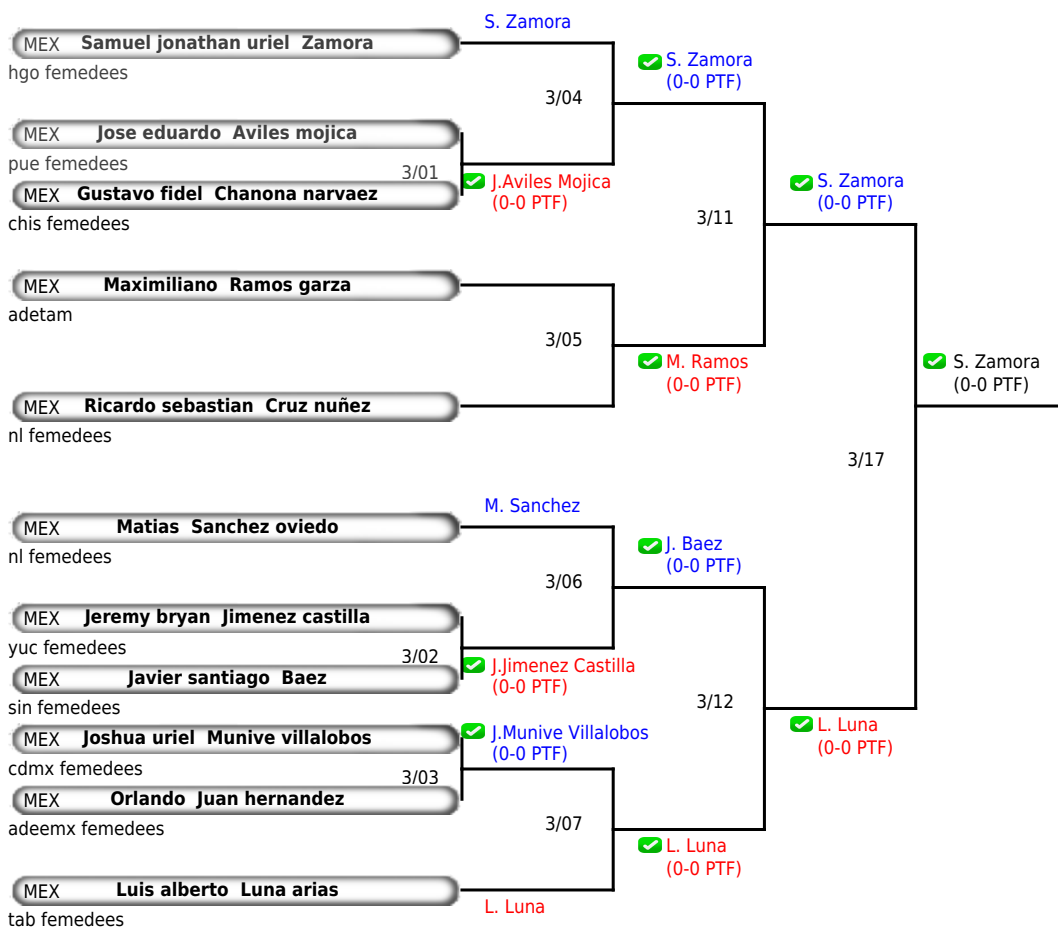 S. Zamora
MEX Samuel jonathan uriel Zamora
hgo femedees
S. Zamora
(0-0 PTF)
3/04
MEX Jose eduardo Aviles mojica
pue femedees
3/01
J.Aviles Mojica
(0-0 PTF)
MEX Gustavo fidel Chanona narvaez
chis femedees
S. Zamora
(0-0 PTF)
3/11
MEX Maximiliano Ramos garza
adetam
3/05
M. Ramos
(0-0 PTF)
S. Zamora
(0-0 PTF)
MEX Ricardo sebastian Cruz nuñez
nl femedees
3/17
M. Sanchez
MEX Matias Sanchez oviedo
nl femedees
J. Baez
(0-0 PTF)
3/06
MEX Jeremy bryan Jimenez castilla
yuc femedees
3/02
J.Jimenez Castilla
(0-0 PTF)
MEX Javier santiago Baez
sin femedees
3/12
L. Luna
(0-0 PTF)
MEX Joshua uriel Munive villalobos
cdmx femedees
J.Munive Villalobos
(0-0 PTF)
3/03
MEX Orlando Juan hernandez
adeemx femedees
3/07
L. Luna
(0-0 PTF)
MEX Luis alberto Luna arias
tab femedees
L. Luna